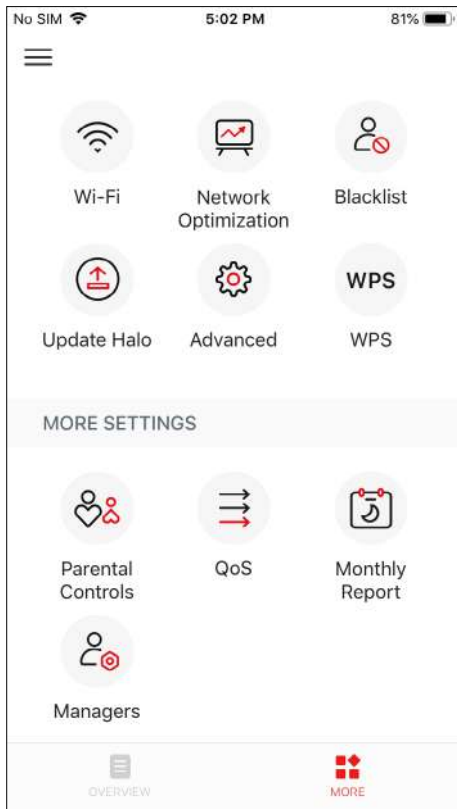 No SIM 5:02 PM 81%
Wi-Fi Network Optimization Blacklist
Update Halo Advanced WPS WPS
MORE SETTINGS
Parental Controls QoS Monthly Report
Managers
OVERVIEW MORE